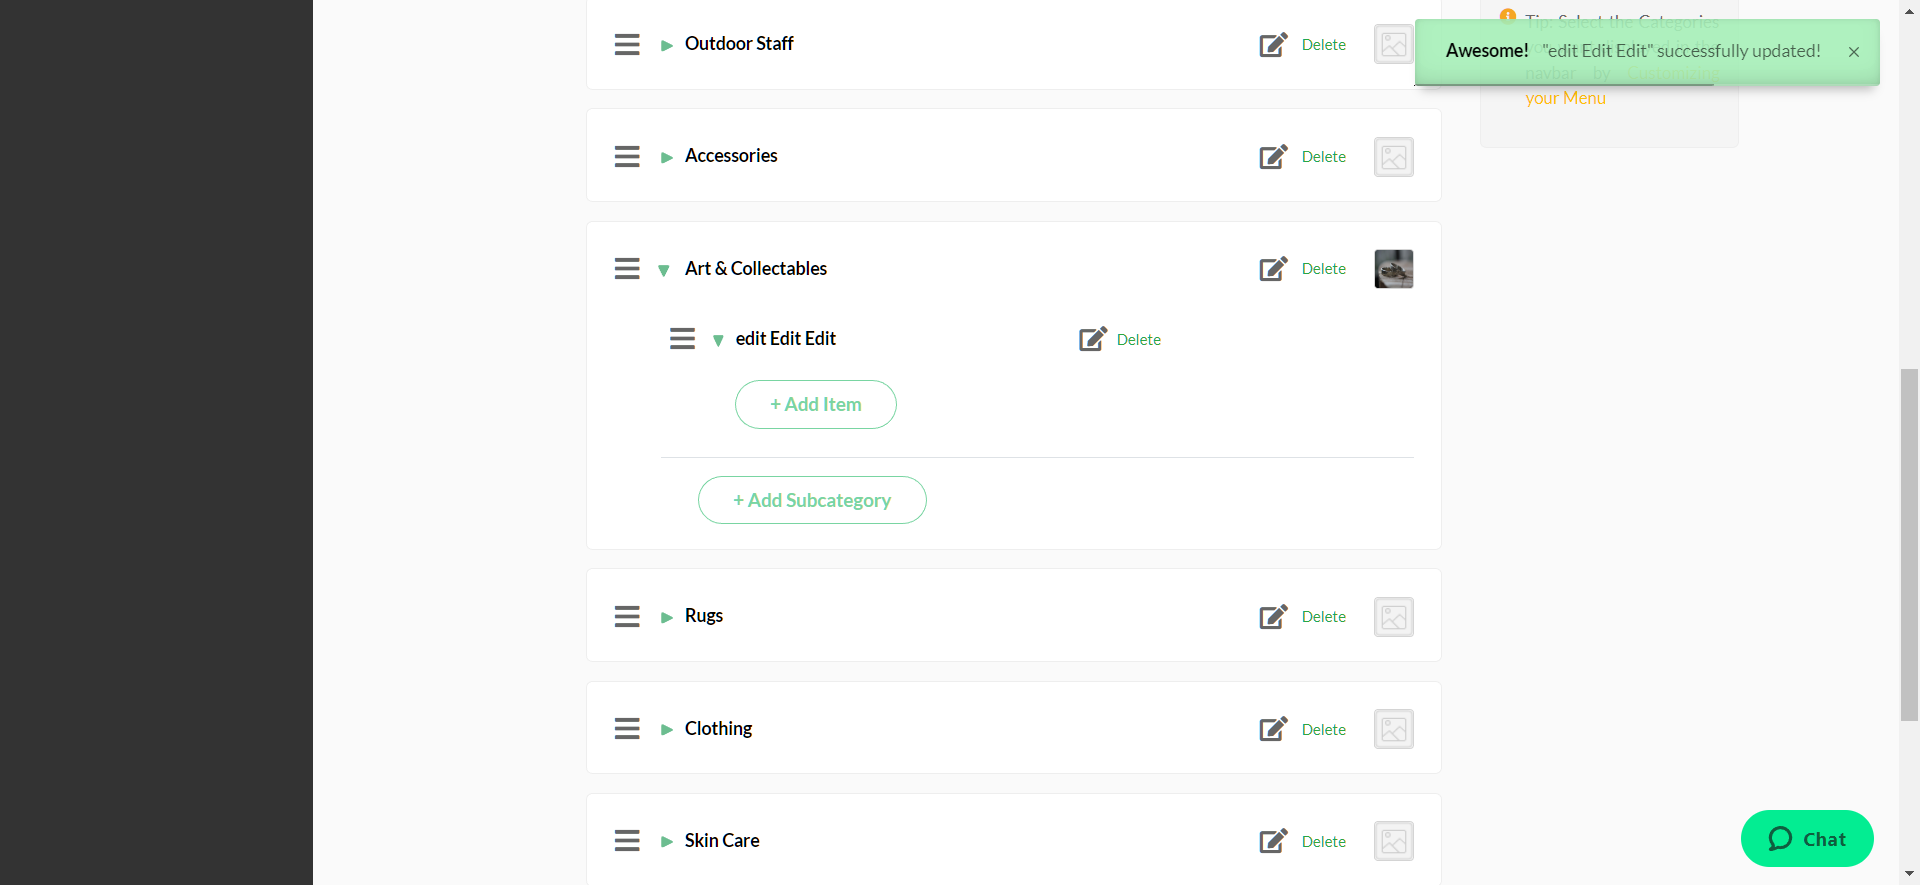 Outdoor Staff
Delete
Tip: Select the Categories
Awesome! "edit Edit Edit" successfully updated! ×
navbar by Customising
your Menu
Accessories
Delete
Art & Collectables
Delete
edit Edit Edit
Delete
+ Add Item
+ Add Subcategory
Rugs
Delete
Clothing
Delete
Skin Care
Delete
Chat